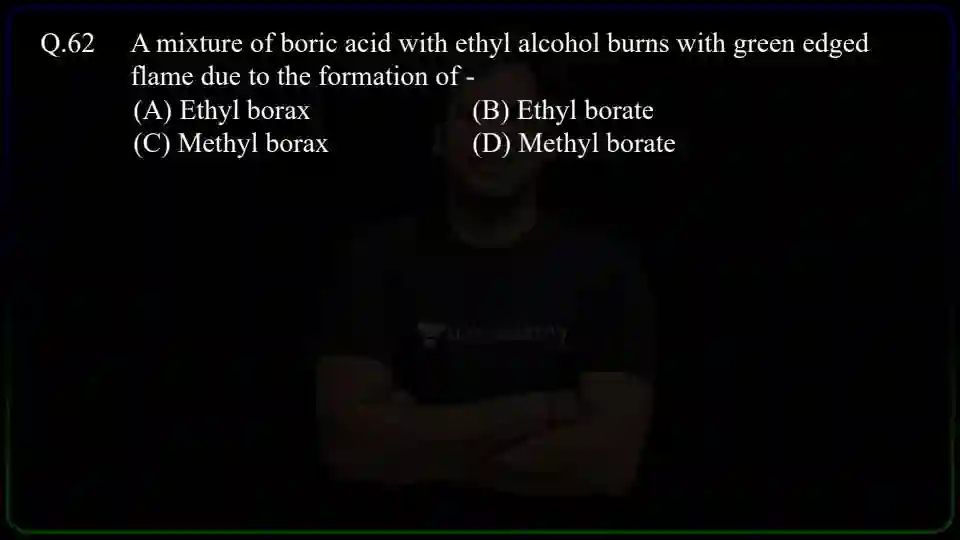 Q.62 A mixture of boric acid with ethyl alcohol burns with green edged
flame due to the formation of -
(A) Ethyl borax (B) Ethyl borate
(C) Methyl borax (D) Methyl borate